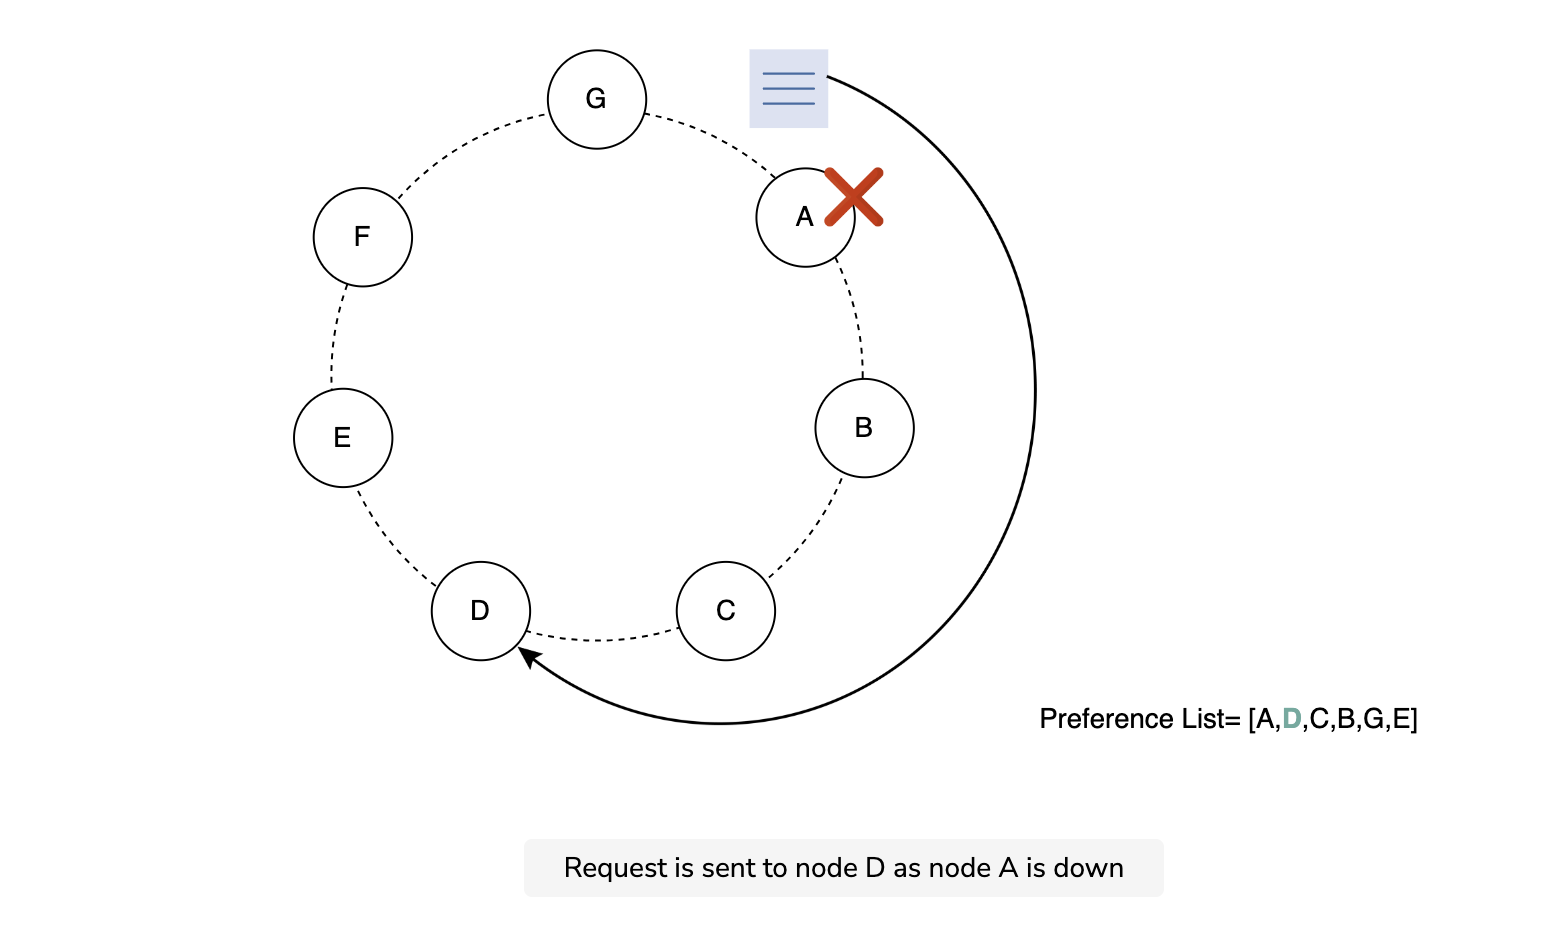 G
A
F
B
E
D
C
Preference List= [A,D,C,B,G,E]
Request is sent to node D as node A is down